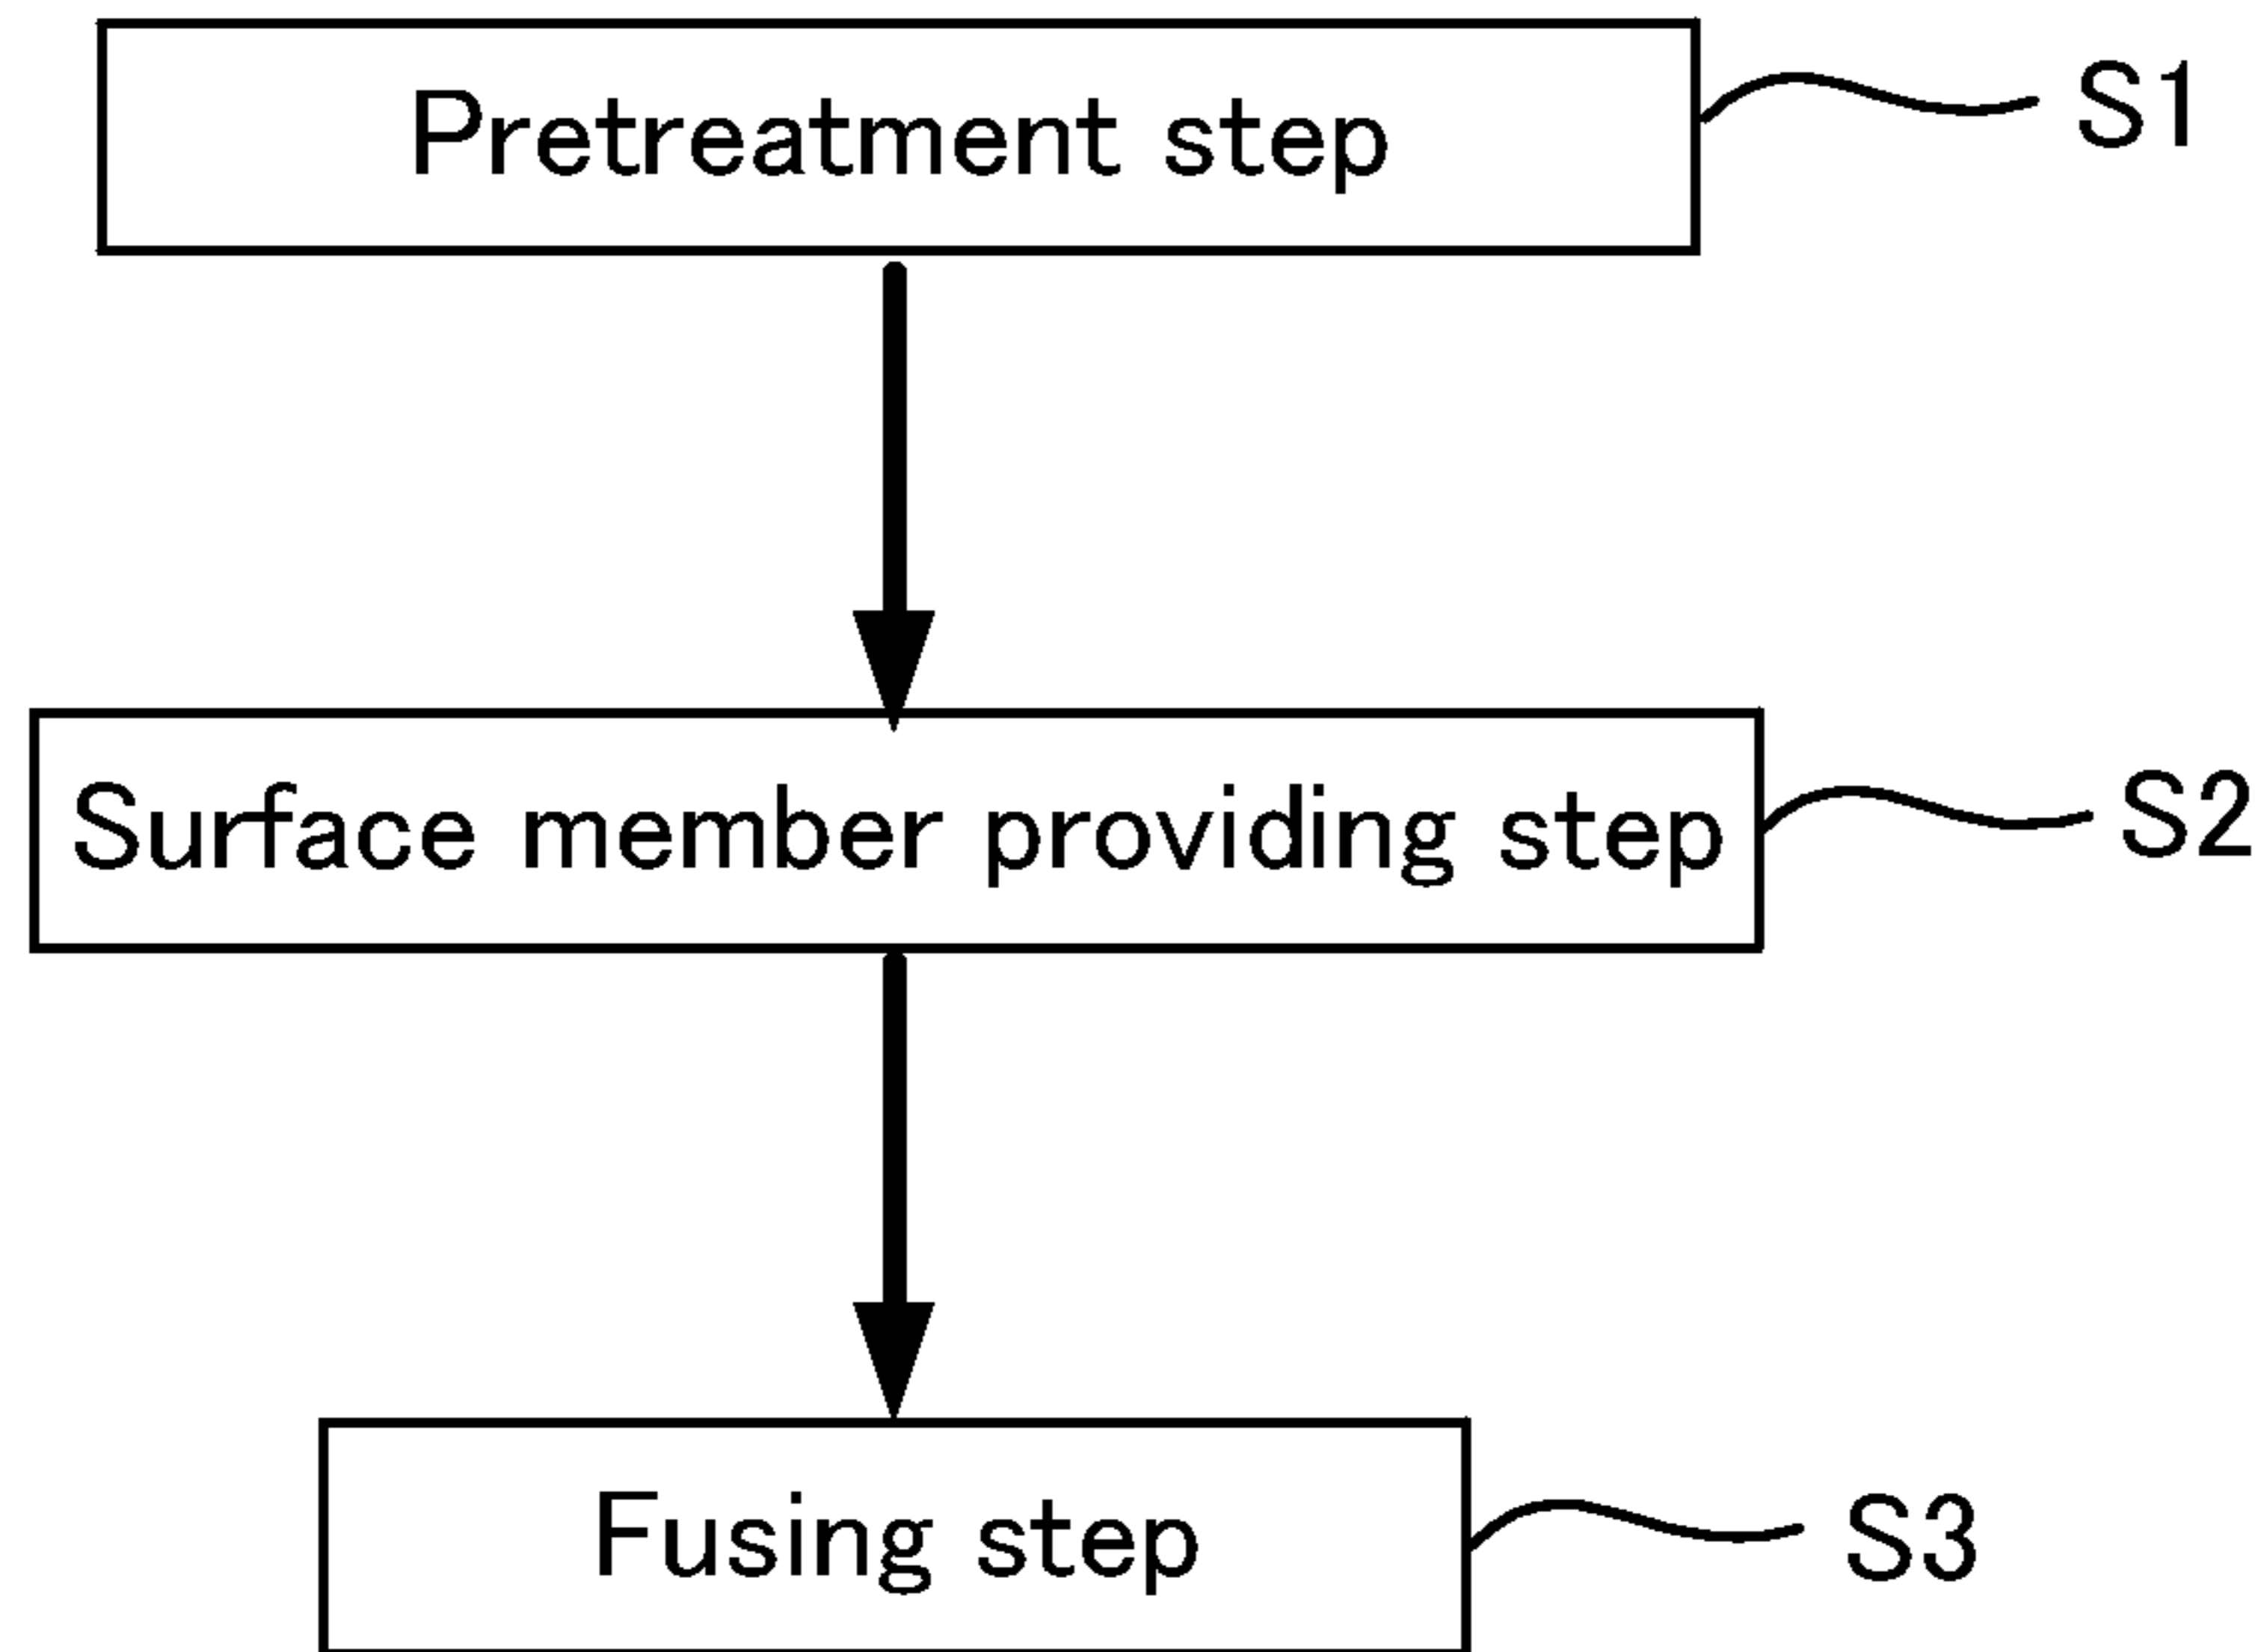 Pretreatment step S1
Surface member providing step S2
Fusing step S3